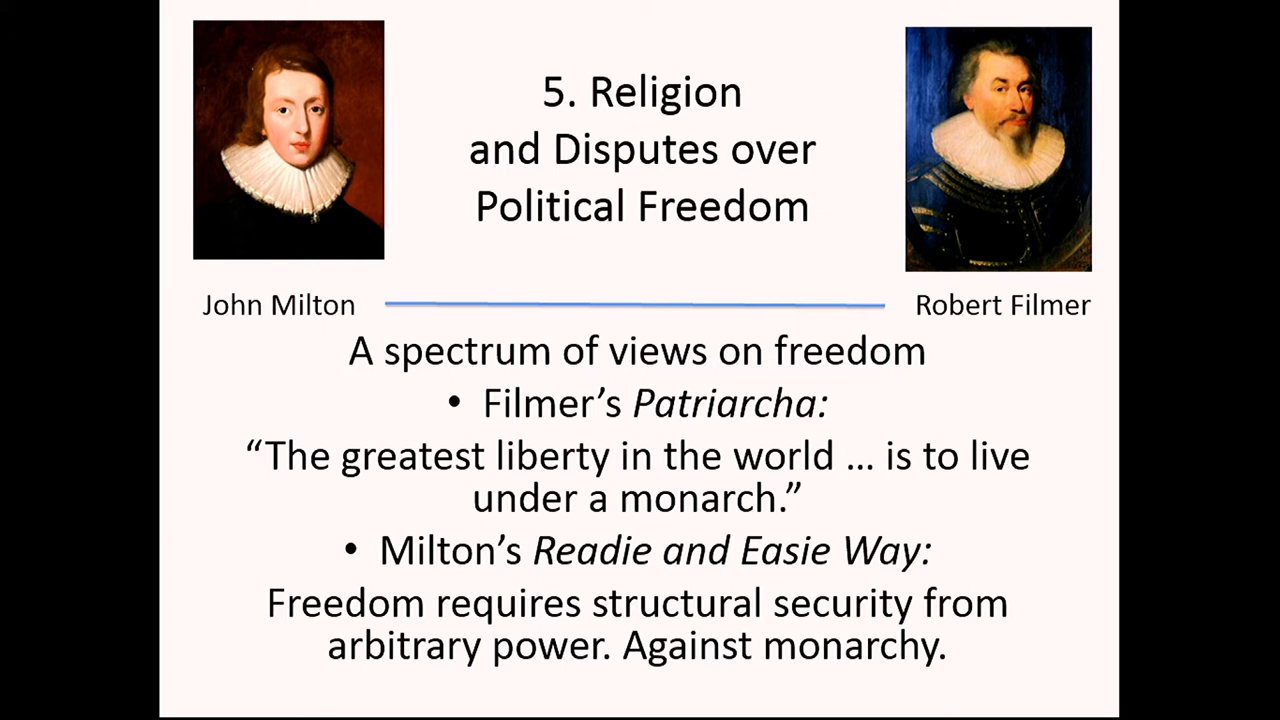 5. Religion
and Disputes over
Political Freedom
John Milton
Robert Filmer
A spectrum of views on freedom
• Filmer’s Patriarcha:
“The greatest liberty in the world ... is to live
under a monarch.”
• Milton’s Readie and Easie Way:
Freedom requires structural security from
arbitrary power. Against monarchy.